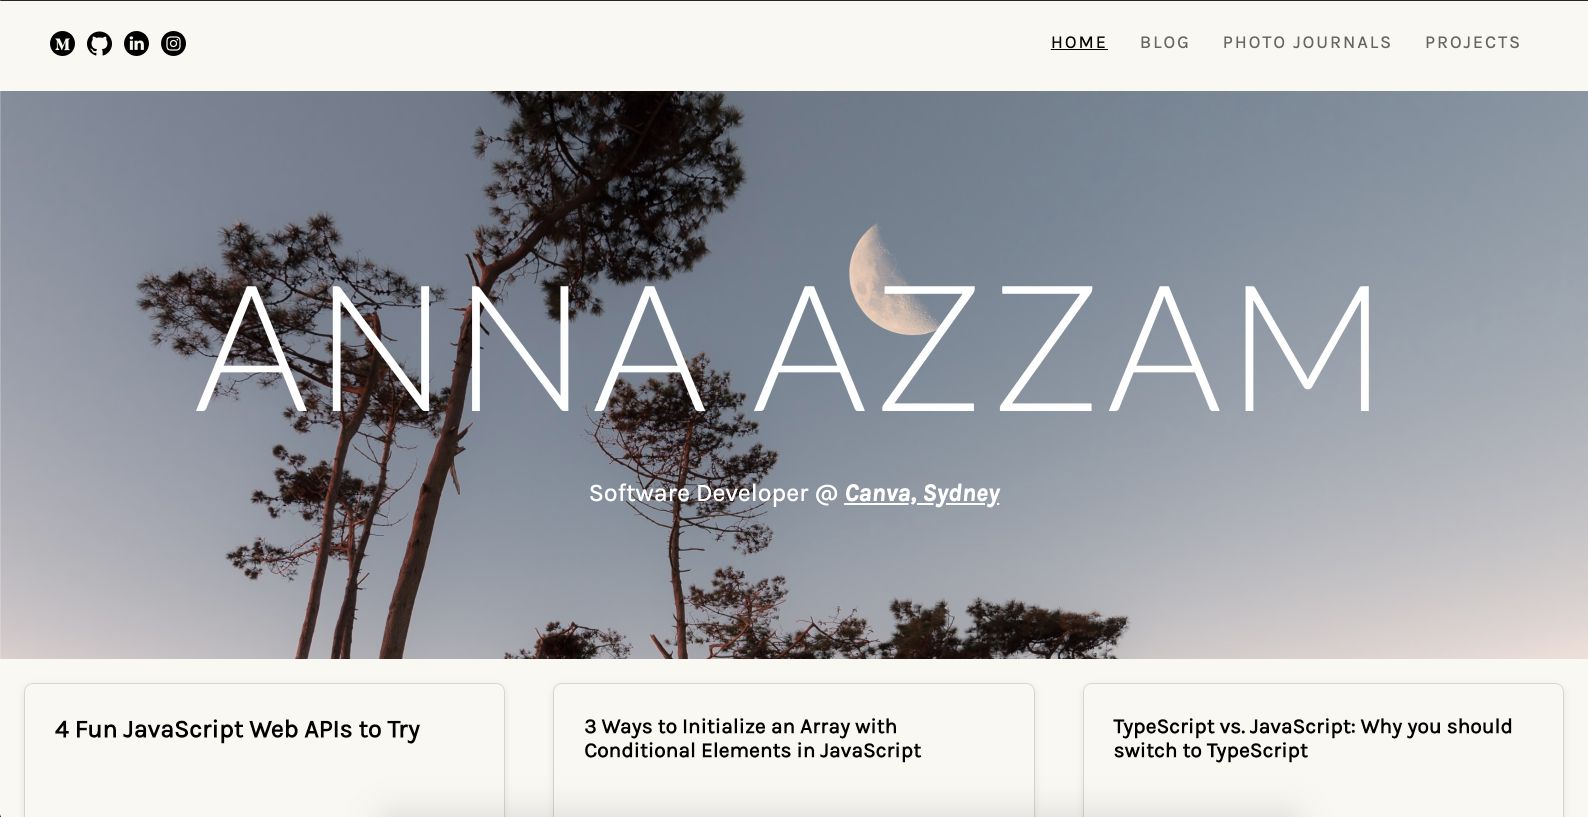 HOME BLOG PHOTO JOURNALS PROJECTS
ANNA AZZAM
Software Developer @ Canva, Sydney
4 Fun JavaScript Web APIs to Try
3 Ways to Initialize an Array with
Conditional Elements in JavaScript
TypeScript vs. JavaScript: Why you should
switch to TypeScript